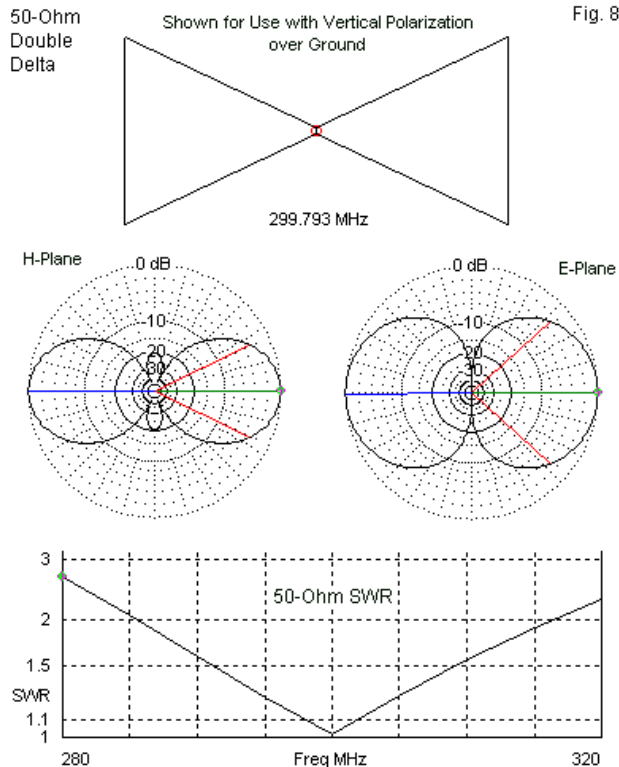 50-Ohm
Double
Delta
Shown for Use with Vertical Polarization
over Ground
Fig. 8
299.793 MHz
H-Plane
0 dB
-10
-20
-30
0 dB
E-Plane
-10
-20
-30
3
2
1.5
SWR
1.1
1
50-Ohm SWR
280
Freq MHz
320